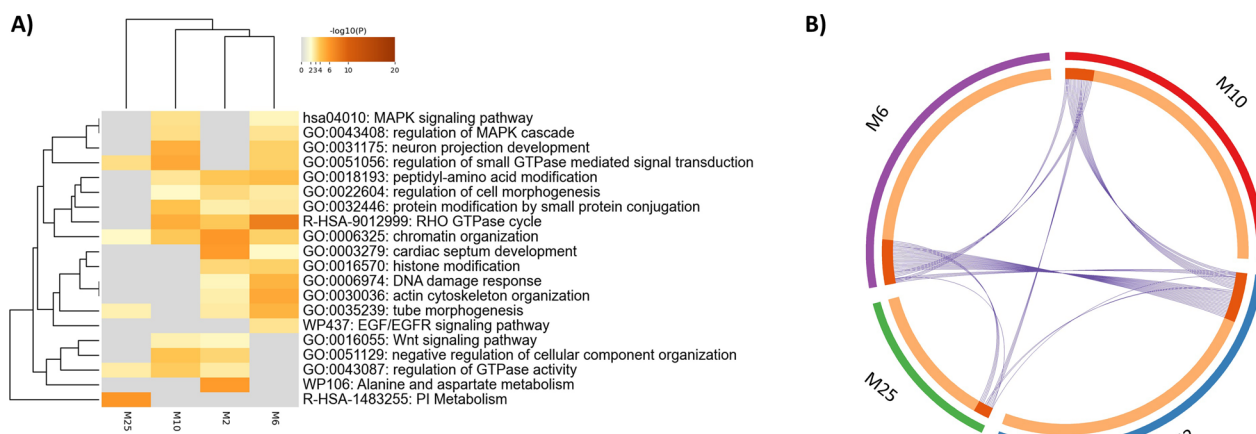 A)
B)
-log10(P)
0 2 3 4 6 10 20
hsa04010: MAPK signaling pathway
GO:0043408: regulation of MAPK cascade
GO:0031175: neuron projection development
GO:0051056: regulation of small GTPase mediated signal transduction
GO:0018193: peptidyl-amino acid modification
GO:0022604: regulation of cell morphogenesis
GO:0032446: protein modification by small protein conjugation
R-HSA-9012999: RHO GTPase cycle
GO:0006325: chromatin organization
GO:0003279: cardiac septum development
GO:0016570: histone modification
GO:0006974: DNA damage response
GO:0030036: actin cytoskeleton organization
GO:0035239: tube morphogenesis
WP437: EGF/EGFR signaling pathway
GO:0016055: Wnt signaling pathway
GO:0051129: negative regulation of cellular component organization
GO:0043087: regulation of GTPase activity
WP106: Alanine and aspartate metabolism
R-HSA-1483255: PI Metabolism
M25
M10
M2
M6
M6
M10
M25